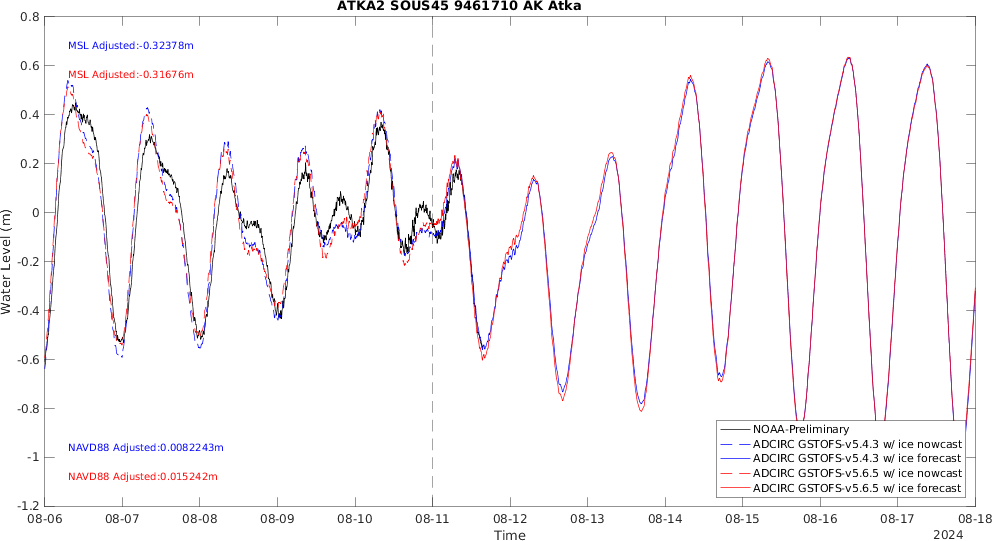 ATKA2 SOUS45 9461710 AK Atka
0.8
0.6
0.4
0.2
0
-0.2
-0.4
-0.6
-0.8
-1
-1.2
Water Level (m)
MSL Adjusted:-0.32378m
MSL Adjusted:-0.31676m
NAVD88 Adjusted:0.0082243m
NAVD88 Adjusted:0.015242m
NOAA-Preliminary
ADCIRC GSTOFS-v5.4.3 w/ ice nowcast
ADCIRC GSTOFS-v5.4.3 w/ ice forecast
ADCIRC GSTOFS-v5.6.5 w/ ice nowcast
ADCIRC GSTOFS-v5.6.5 w/ ice forecast
08-06 08-07 08-08 08-09 08-10 08-11 08-12 08-13 08-14 08-15 08-16 08-17 08-18
Time
2024